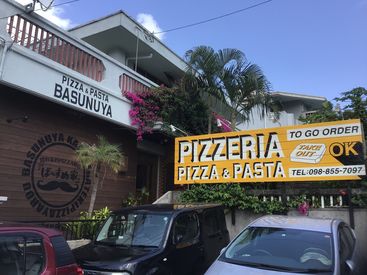 PIZZA & PASTA
BASUNUYA
BASUNUYA
ばすぬ家
PIZZERIA
PIZZA & PASTA
TO GO ORDER
TAKE OUT
OK
TEL:098-855-7097